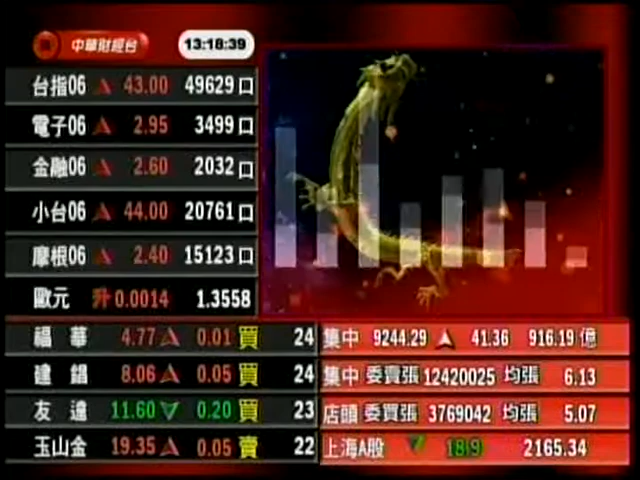 中華財經台 13:18:39
台指06 43.00 49629口
電子06 2.95 3499口
金融06 2.60 2032口
小台06 44.00 20761口
摩根06 2.40 15123口
歐元 升0.0014 1.3558
福華 4.77 0.01 買 24
建錩 8.06 0.05 買 24
友達 11.60 0.20 買 23
玉山金 19.35 0.05 賣 22
集中 9244.29 41.36 916.19億
集中 委買張 12420025 均張 6.13
店頭 委買張 3769042 均張 5.07
上海A股 18.9 2165.34